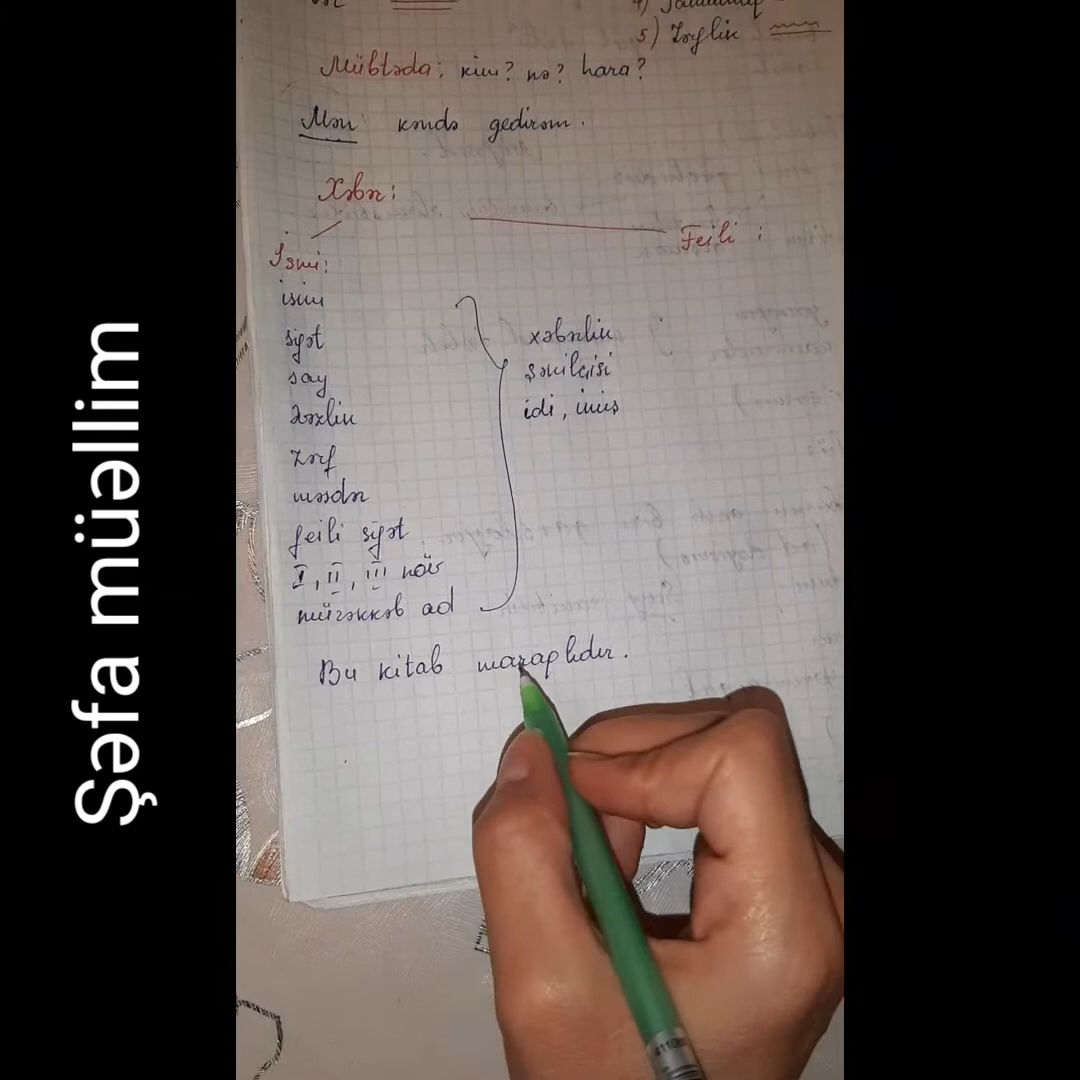 5) Zərflik
Mübtəda: kim? nə? hara?
Mən kəndə gedirəm.
Xəbər:
İsmi:
Feili:
isim
sifət
say
əvəzlik
zərf
məsdər
feili sifət
I, II, III növ
mürəkkəb ad
xəbərlik
şəkilçisi
idi, imiş
Bu kitab maraqlıdır.
Şəfa müəllim